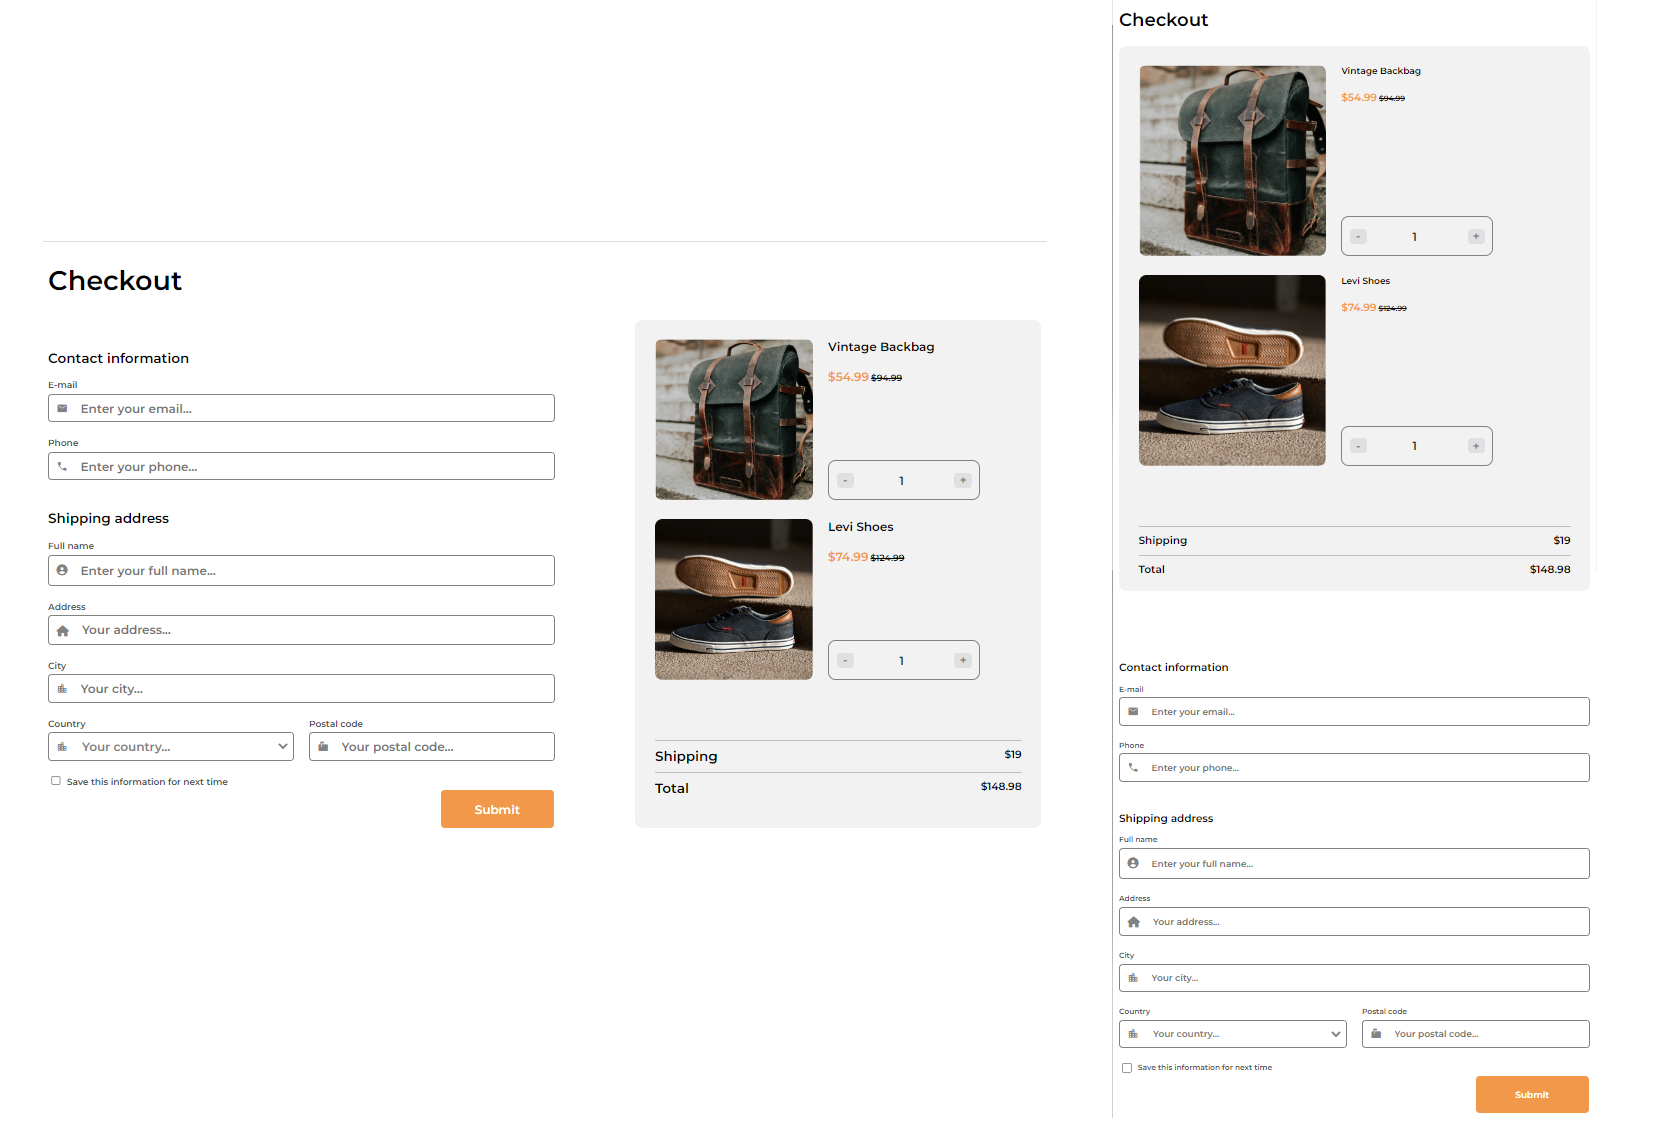 Checkout
Contact information
E-mail
Enter your email...
Phone
Enter your phone...
Shipping address
Full name
Enter your full name...
Address
Your address...
City
Your city...
Country
Your country...
Postal code
Your postal code...
Save this information for next time
Submit
Vintage Backbag
$54.99 $94.99
- 1 +
Levi Shoes
$74.99 $124.99
- 1 +
Shipping $19
Total $148.98
Checkout
Vintage Backbag
$54.99 $94.99
- 1 +
Levi Shoes
$74.99 $124.99
- 1 +
Shipping $19
Total $148.98
Contact information
E-mail
Enter your email...
Phone
Enter your phone...
Shipping address
Full name
Enter your full name...
Address
Your address...
City
Your city...
Country
Your country...
Postal code
Your postal code...
Save this information for next time
Submit